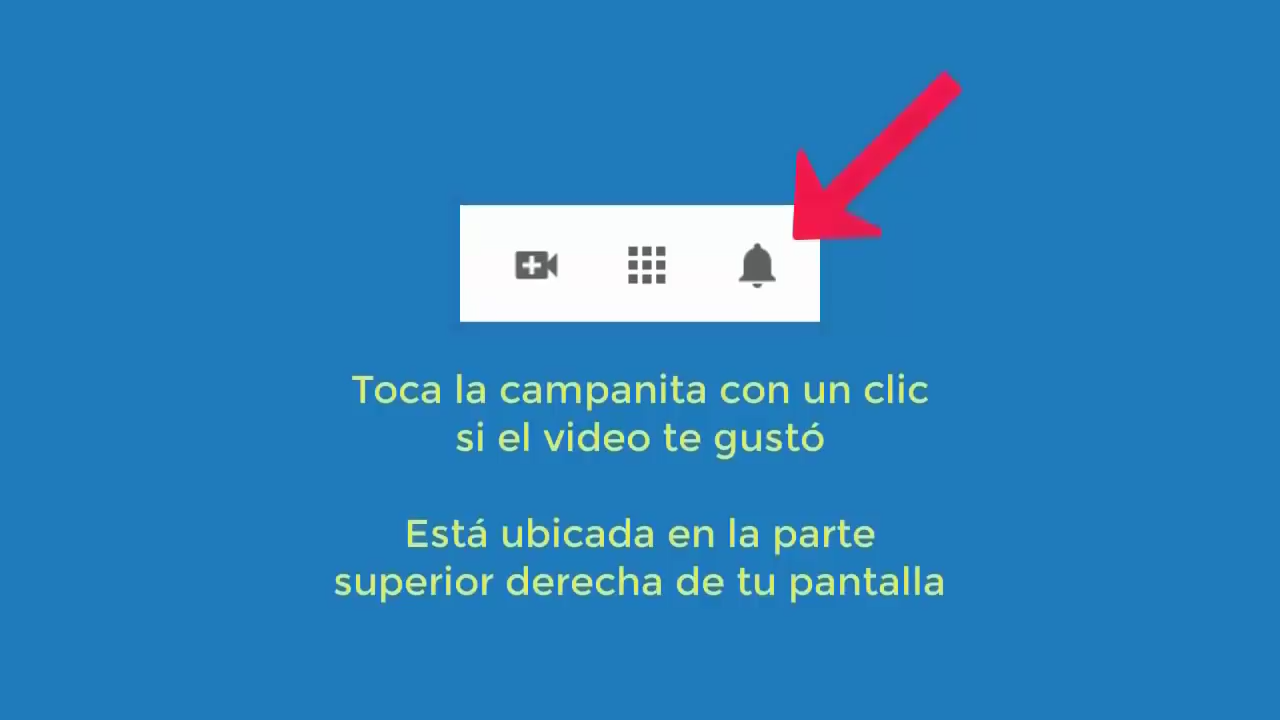 Toca la campanita con un clic
si el video te gustó
Está ubicada en la parte
superior derecha de tu pantalla